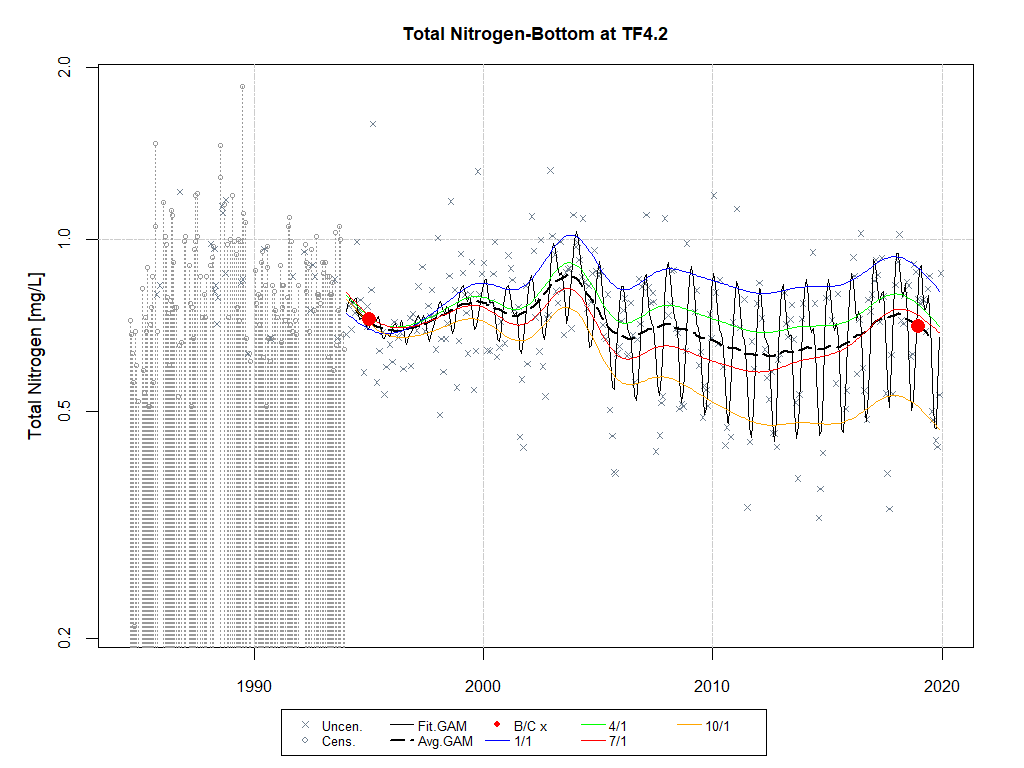 Total Nitrogen-Bottom at TF4.2
Total Nitrogen [mg/L]
2.0
1.0
0.5
0.2
1990 2000 2010 2020
Uncen. Fit.GAM B/C x 4/1 10/1
Cens. Avg.GAM 1/1 7/1